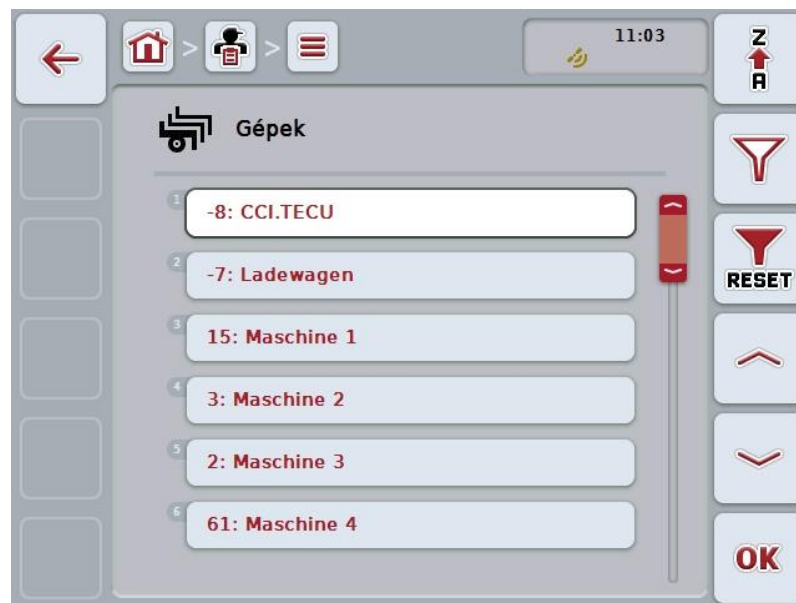 11:03
Z
A
Gépek
1
-8: CCI.TECU
2
-7: Ladewagen
RESET
3
15: Maschine 1
4
3: Maschine 2
5
2: Maschine 3
6
61: Maschine 4
OK